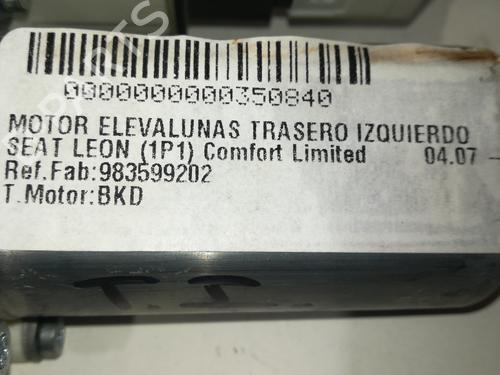 0000000000350840
MOTOR ELEVALUNAS TRASERO IZQUIERDO
SEAT LEON (1P1) Comfort Limited 04.07 -
Ref.Fab:983599202
T.Motor:BKD
T.I.